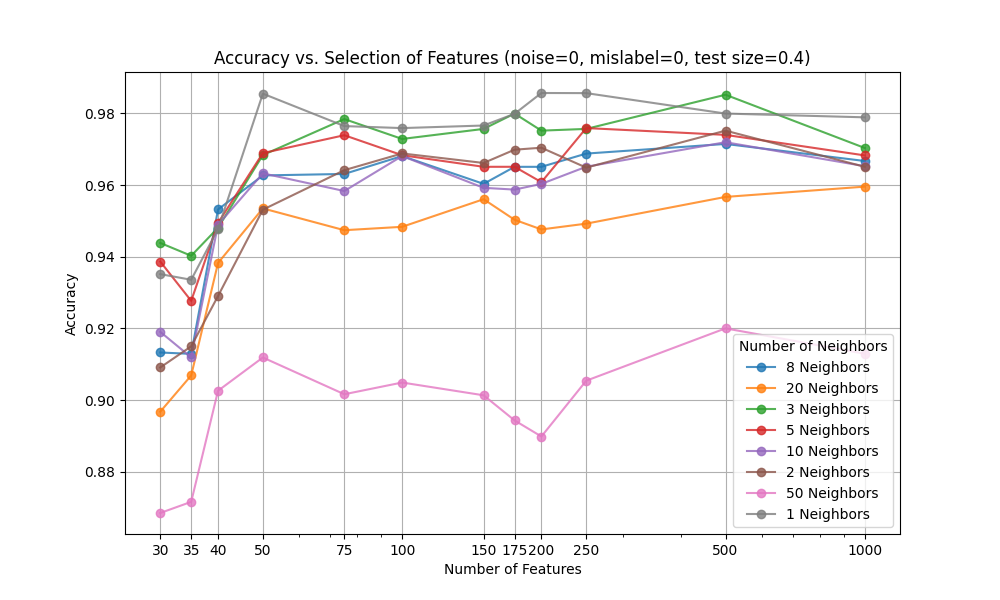 Accuracy vs. Selection of Features (noise=0, mislabel=0, test size=0.4)
Accuracy
0.98
0.96
0.94
0.92
0.90
0.88
Number of Neighbors
8 Neighbors
20 Neighbors
3 Neighbors
5 Neighbors
10 Neighbors
2 Neighbors
50 Neighbors
1 Neighbors
30 35 40 50 75 100 150 175 200 250 500 1000
Number of Features